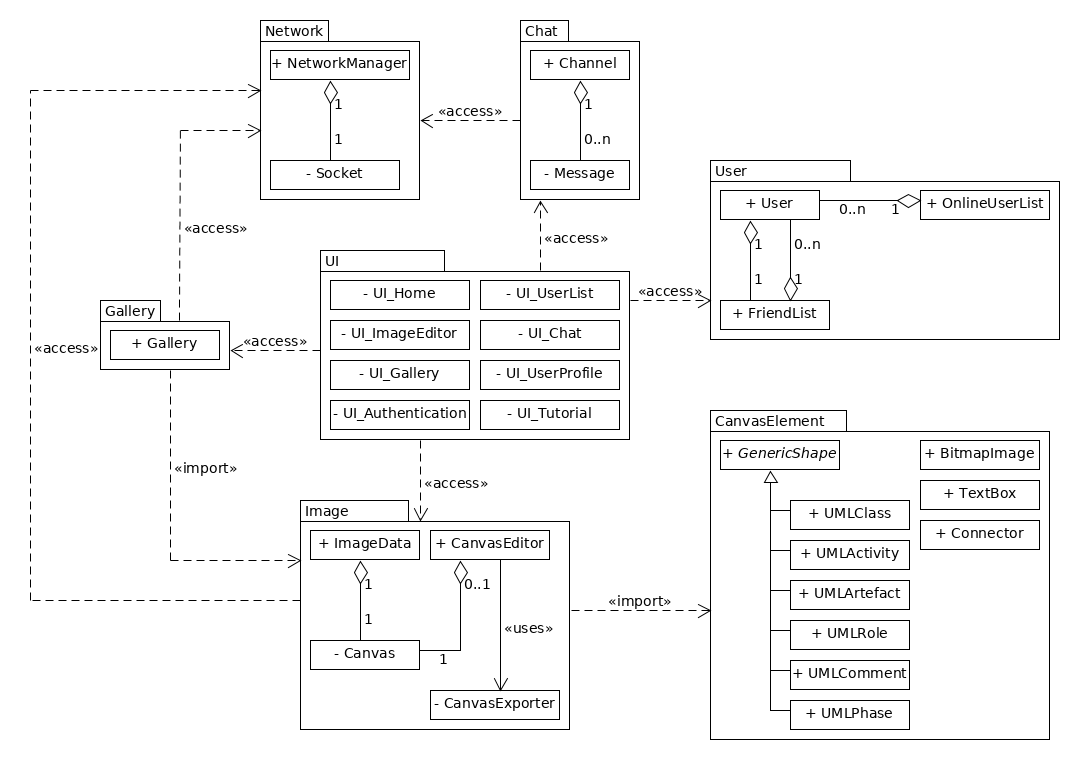 Network
+ NetworkManager
1
1
- Socket
Chat
+ Channel
1
0..n
- Message
«access»
«access»
«access»
User
+ User
0..n
1
+ OnlineUserList
1
0..n
1
1
+ FriendList
UI
- UI_Home
- UI_UserList
- UI_ImageEditor
- UI_Chat
- UI_Gallery
- UI_UserProfile
- UI_Authentication
- UI_Tutorial
«access»
Gallery
+ Gallery
«access»
«access»
«import»
«access»
Image
+ ImageData
+ CanvasEditor
1
0..1
1
«uses»
- Canvas
1
- CanvasExporter
«import»
CanvasElement
+ GenericShape
+ BitmapImage
+ TextBox
+ Connector
+ UMLClass
+ UMLActivity
+ UMLArtefact
+ UMLRole
+ UMLComment
+ UMLPhase